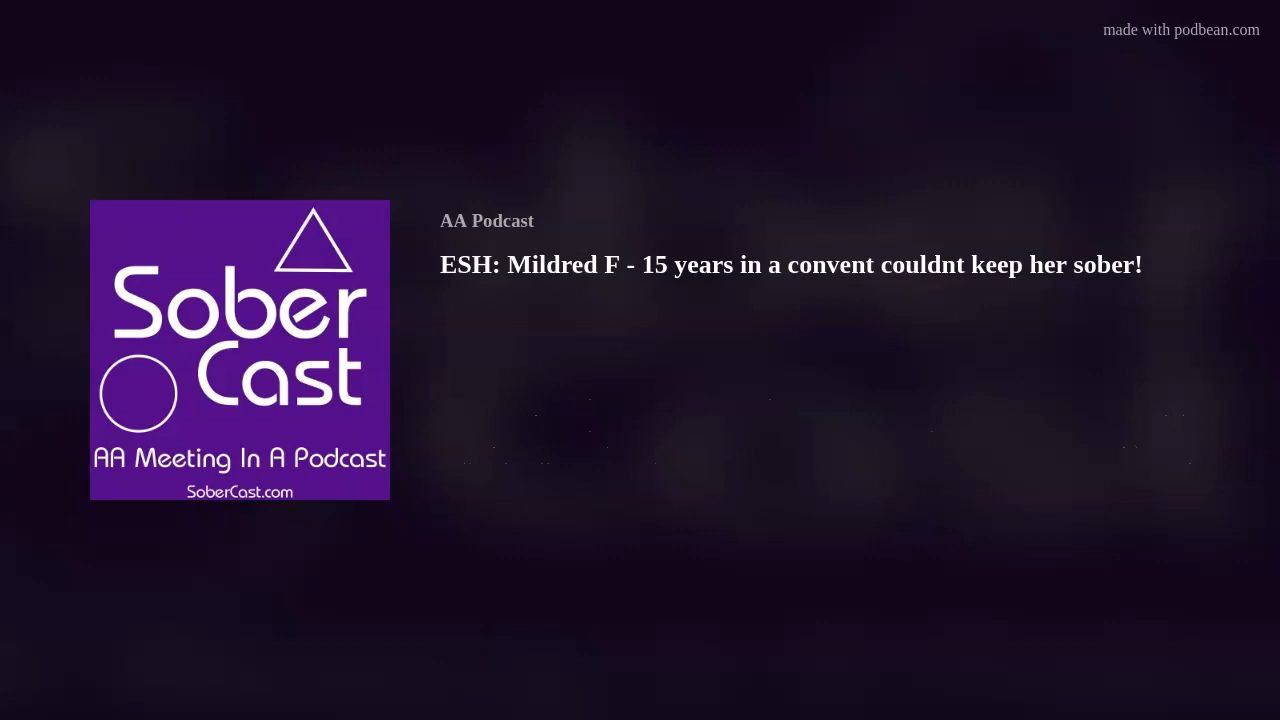 made with podbean.com
Sober
Cast
AA Meeting In A Podcast
SoberCast.com
AA Podcast
ESH: Mildred F - 15 years in a convent couldnt keep her sober!